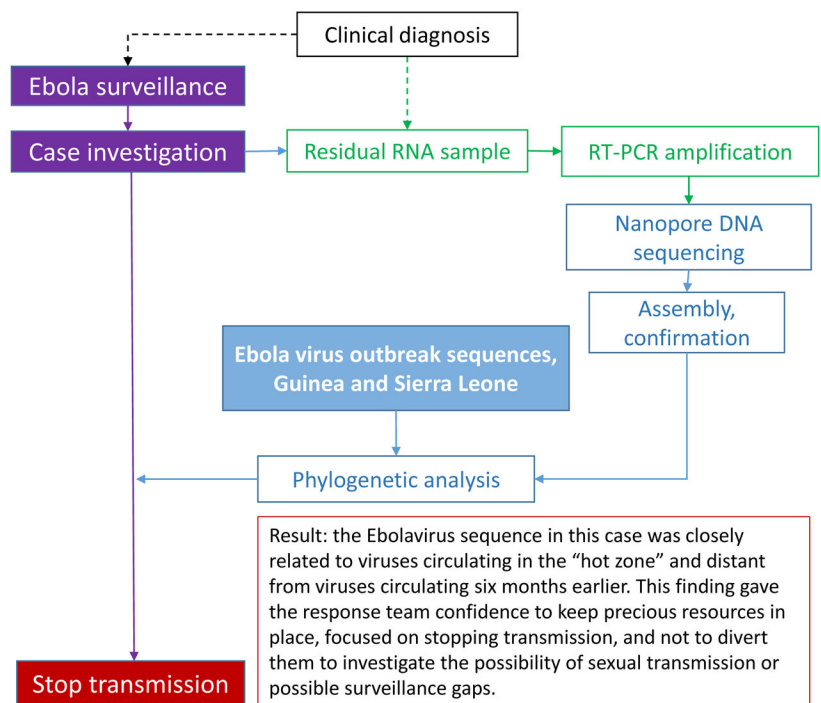 Clinical diagnosis
Ebola surveillance
Case investigation
Residual RNA sample
RT-PCR amplification
Nanopore DNA
sequencing
Assembly,
confirmation
Ebola virus outbreak sequences,
Guinea and Sierra Leone
Phylogenetic analysis
Result: the Ebolavirus sequence in this case was closely
related to viruses circulating in the “hot zone” and distant
from viruses circulating six months earlier. This finding gave
the response team confidence to keep precious resources in
place, focused on stopping transmission, and not to divert
them to investigate the possibility of sexual transmission or
possible surveillance gaps.
Stop transmission